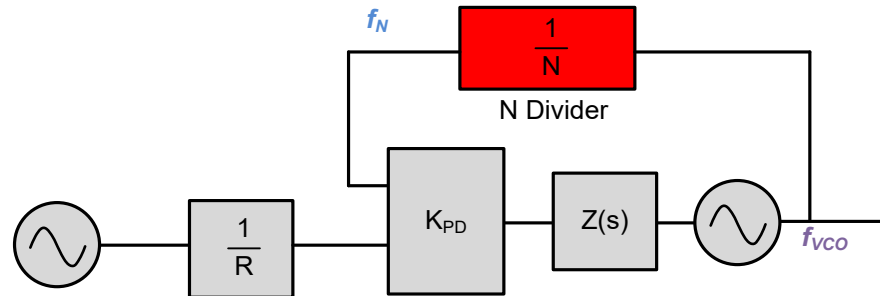 f_N
1
N
N Divider
K_PD
Z(s)
1
R
f_VCO